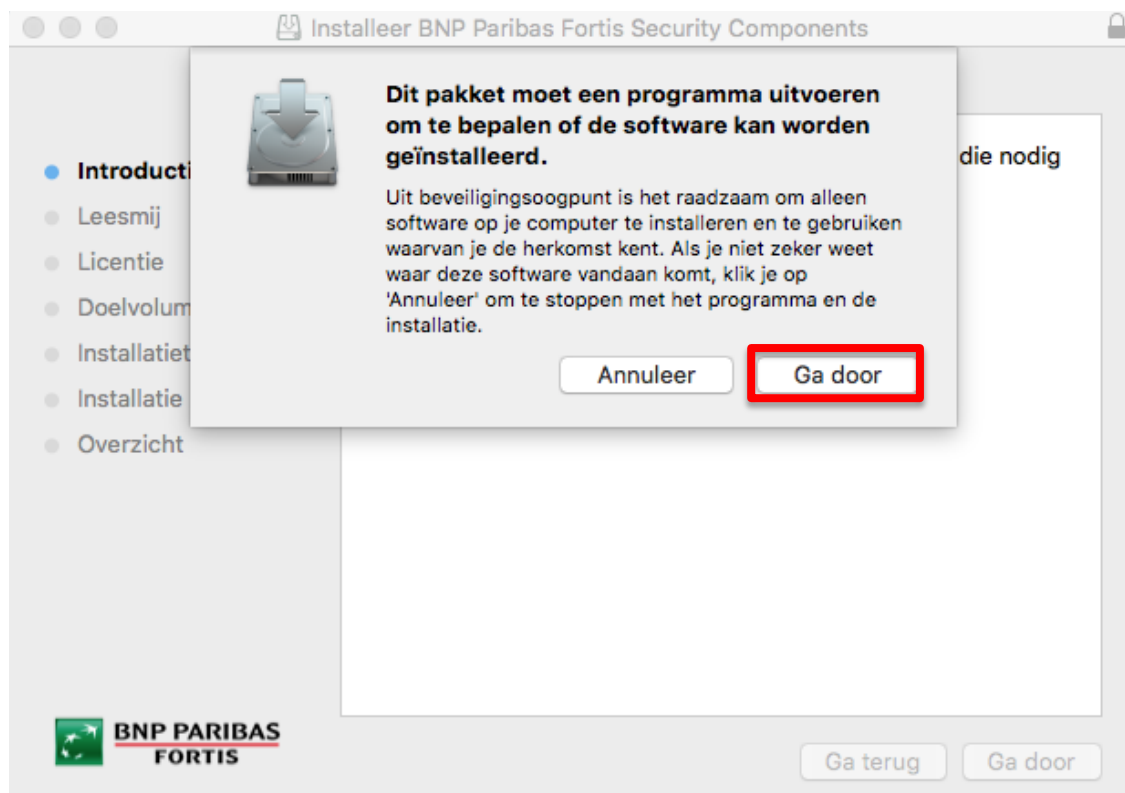 Installeer BNP Paribas Fortis Security Components
Dit pakket moet een programma uitvoeren
om te bepalen of de software kan worden
geïnstalleerd.
die nodig
Uit beveiligingsoogpunt is het raadzaam om alleen
software op je computer te installeren en te gebruiken
waarvan je de herkomst kent. Als je niet zeker weet
waar deze software vandaan komt, klik je op
'Annuleer' om te stoppen met het programma en de
installatie.
Annuleer
Ga door
Introducti
Leesmij
Licentie
Doelvolum
Installatiet
Installatie
Overzicht
BNP PARIBAS
FORTIS
Ga terug
Ga door